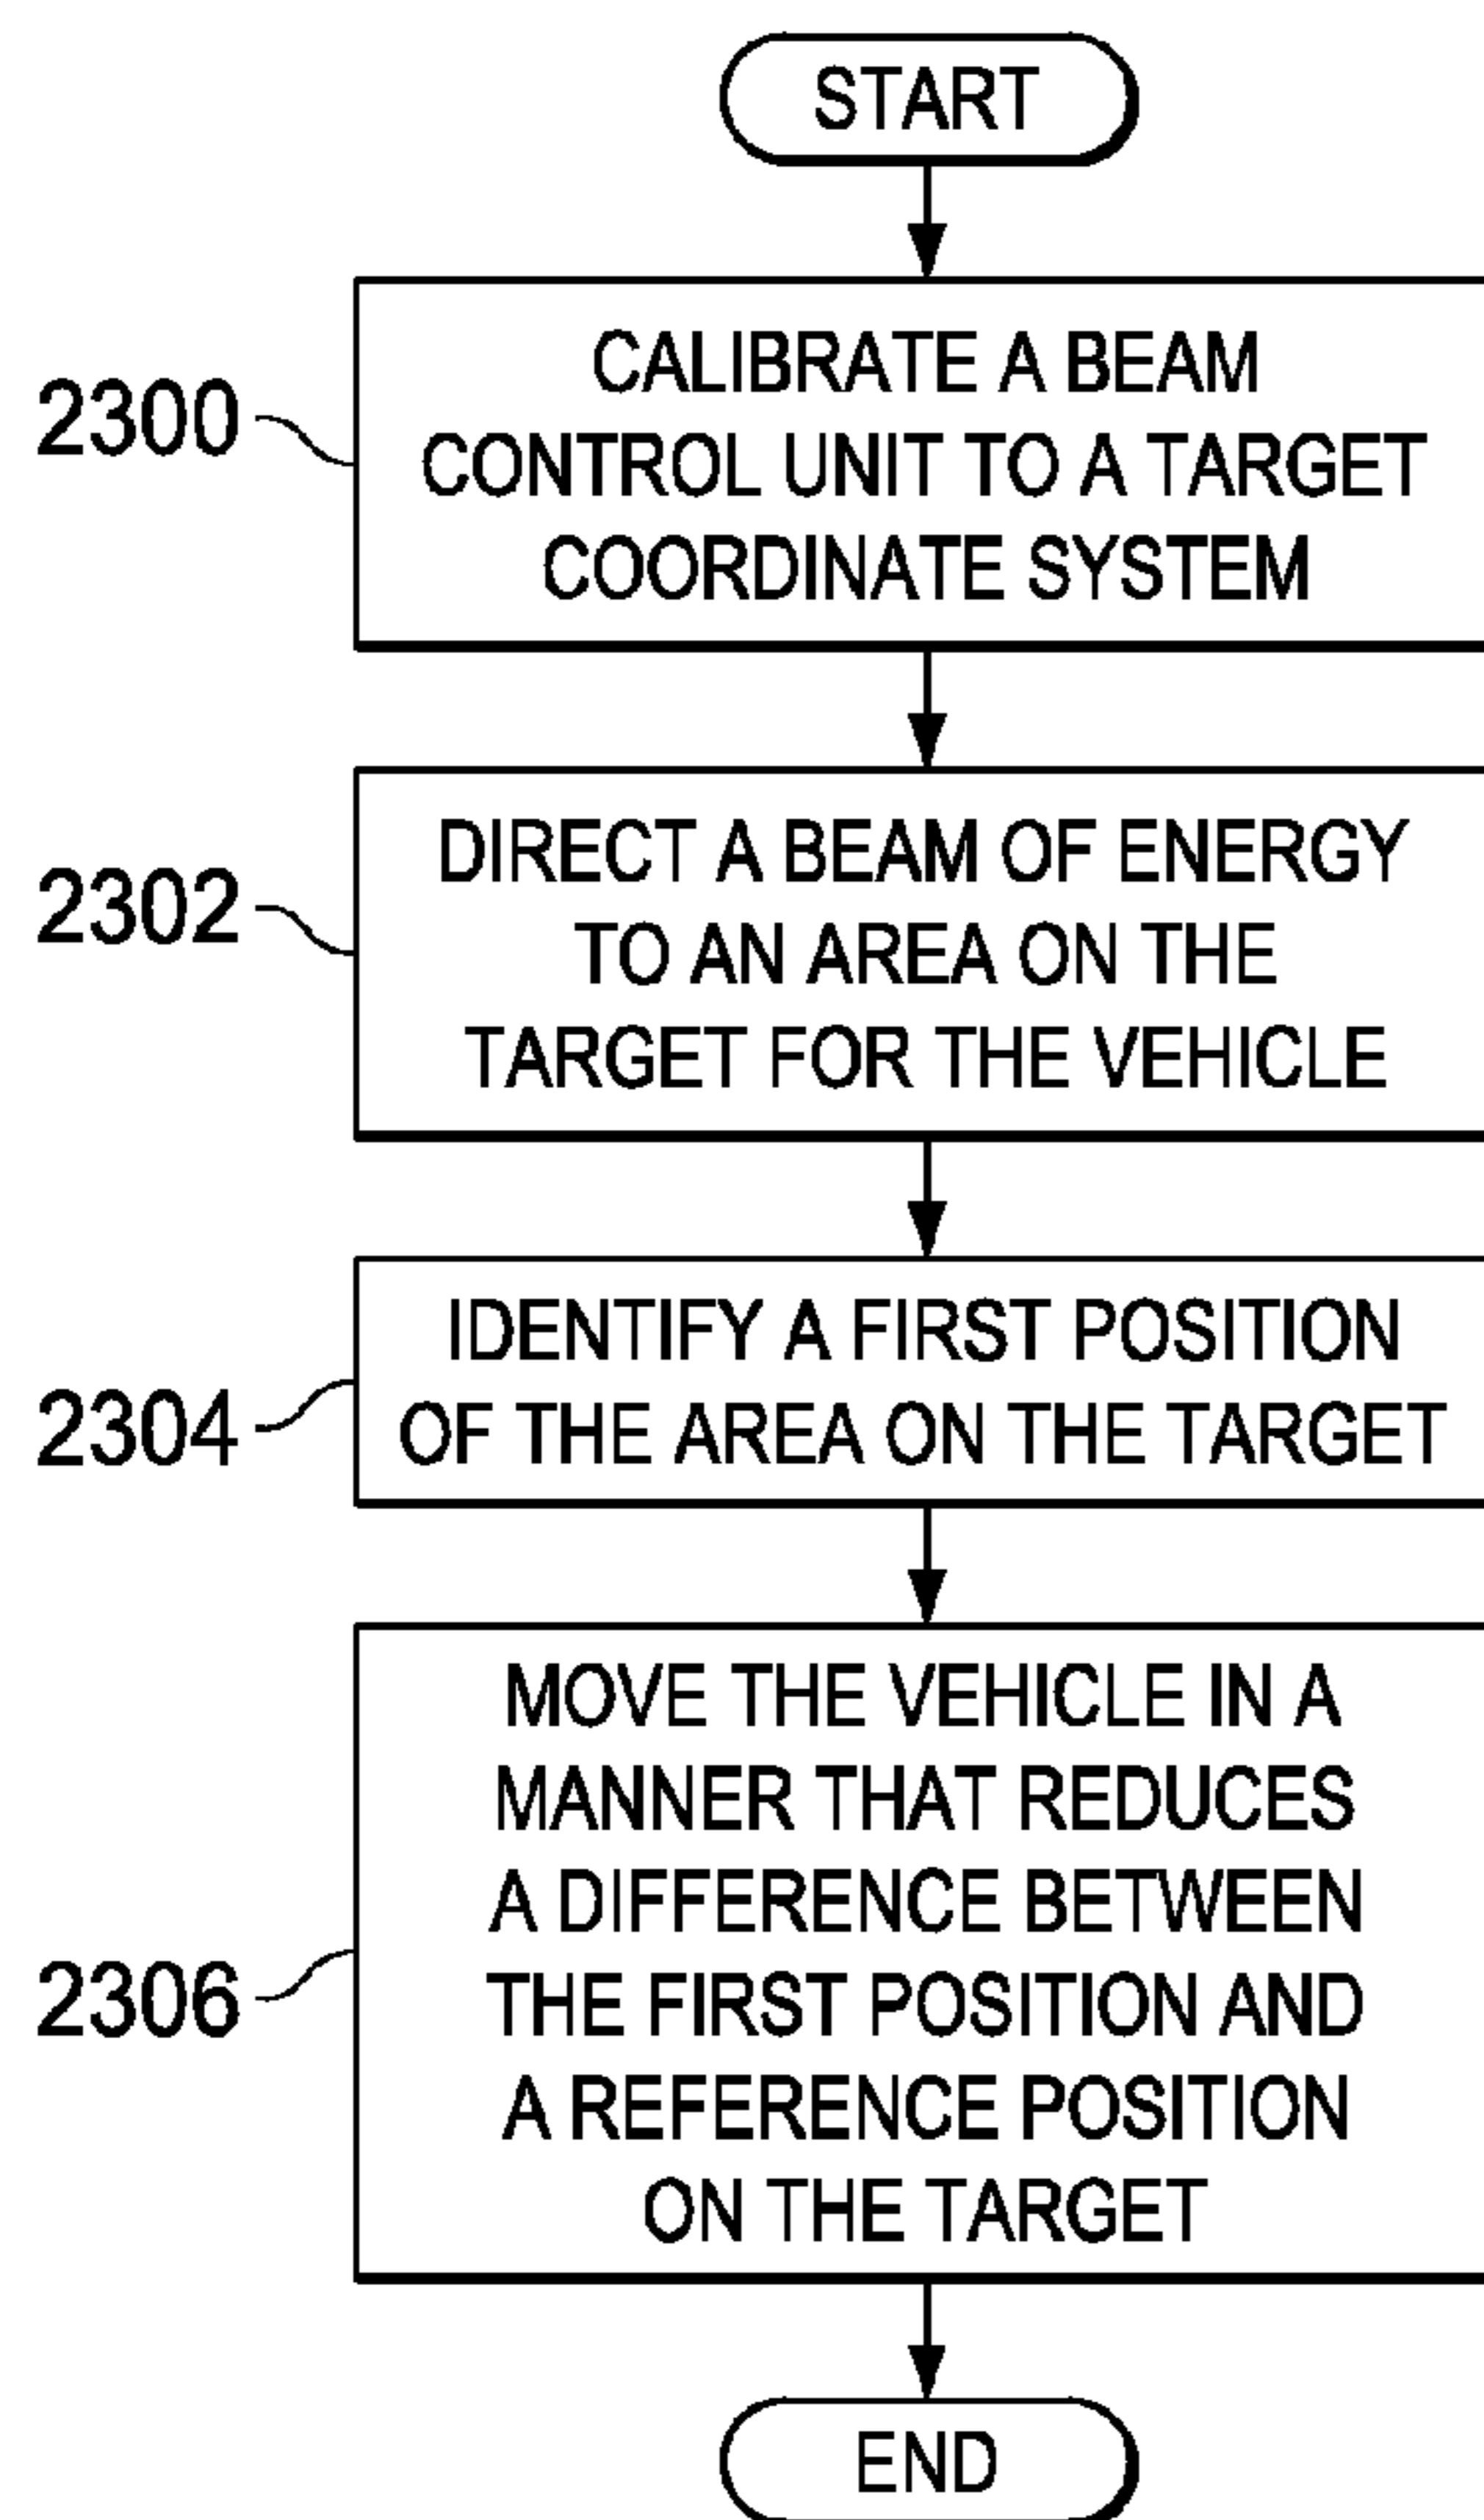 START
2300
CALIBRATE A BEAM
CONTROL UNIT TO A TARGET
COORDINATE SYSTEM
2302
DIRECT A BEAM OF ENERGY
TO AN AREA ON THE
TARGET FOR THE VEHICLE
2304
IDENTIFY A FIRST POSITION
OF THE AREA ON THE TARGET
2306
MOVE THE VEHICLE IN A
MANNER THAT REDUCES
A DIFFERENCE BETWEEN
THE FIRST POSITION AND
A REFERENCE POSITION
ON THE TARGET
END